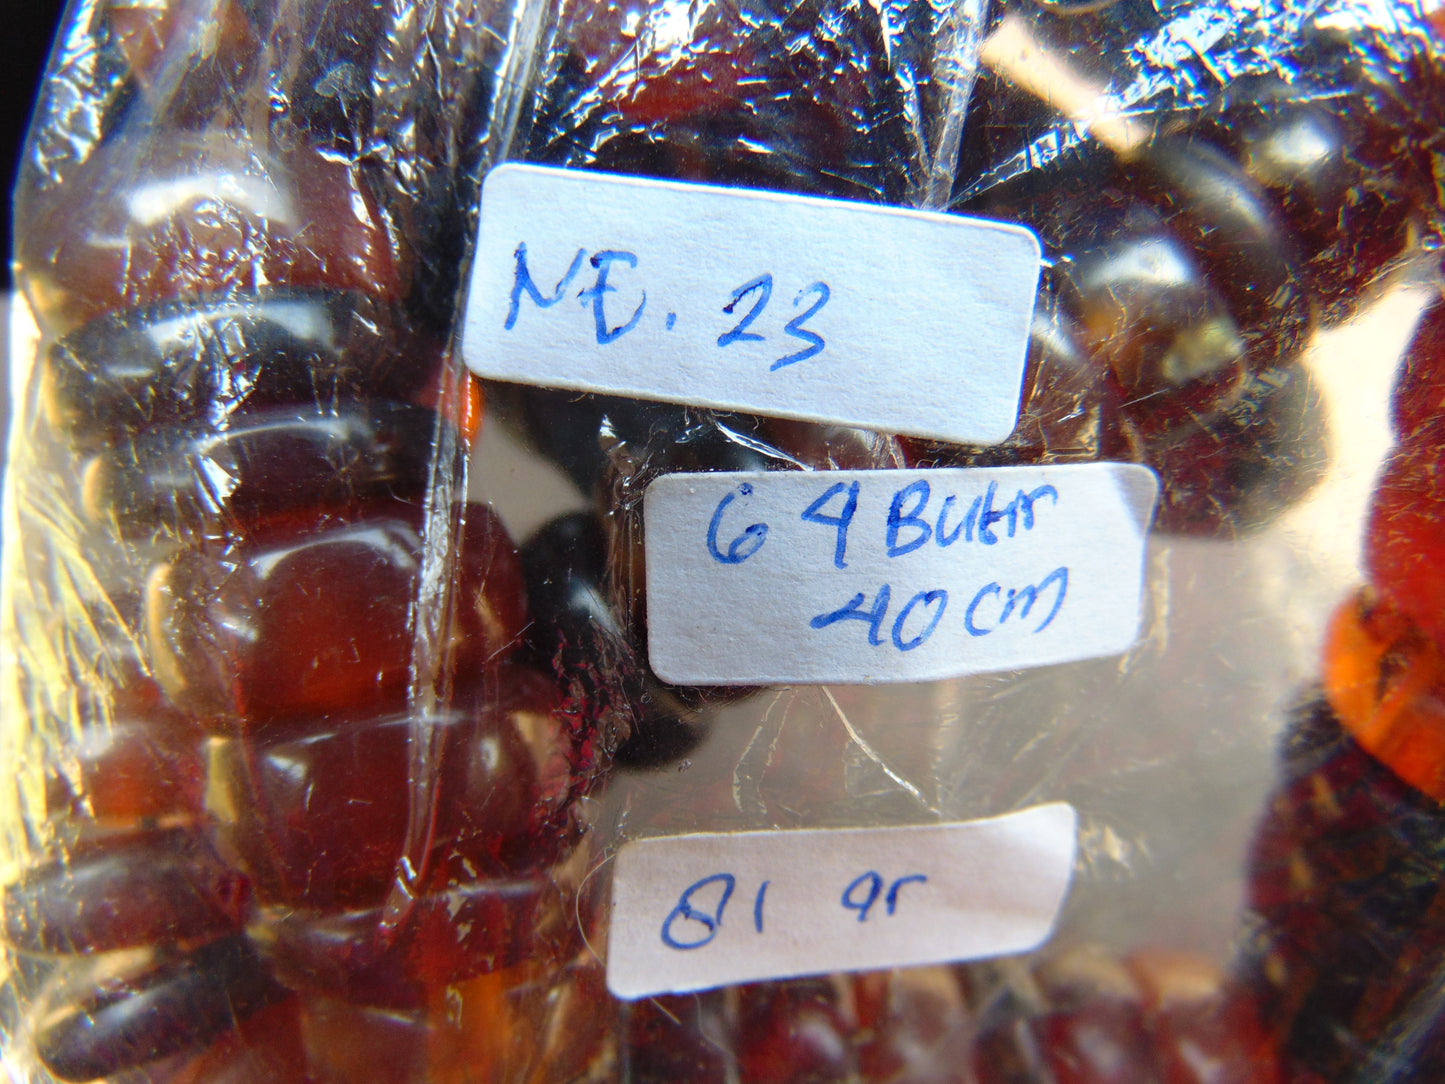 NE. 23
64 Butir
40 cm
81 gr